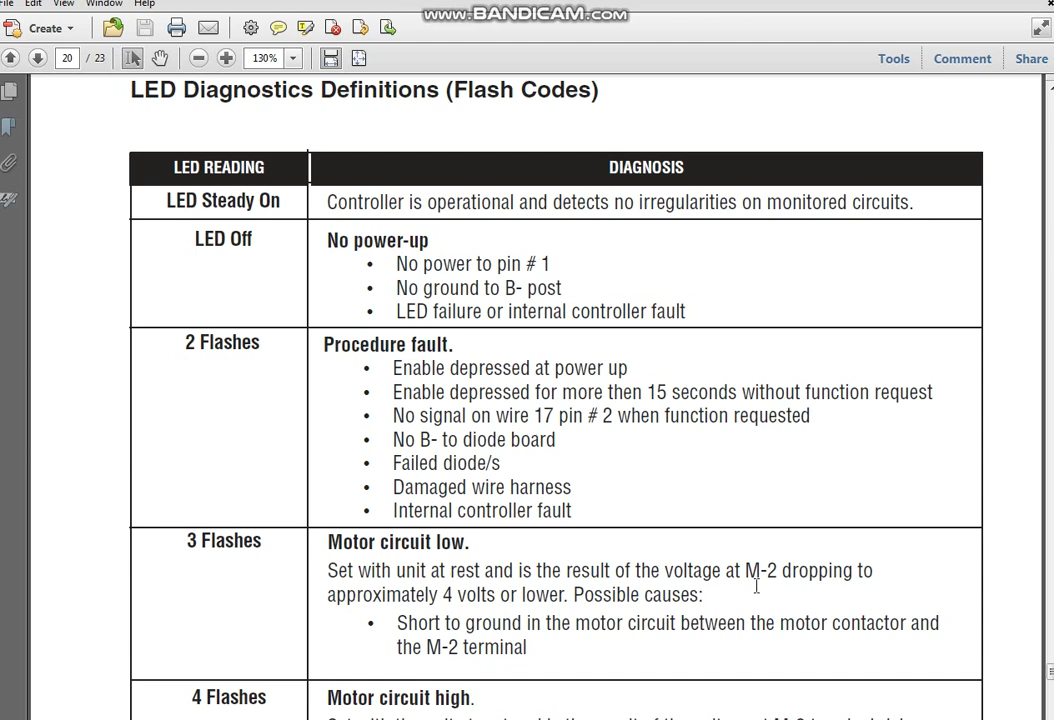 File Edit View Window Help
www.BANDICAM.com
Create
20 / 23
130%
Tools Comment Share
LED Diagnostics Definitions (Flash Codes)
LED READING DIAGNOSIS
LED Steady On Controller is operational and detects no irregularities on monitored circuits.
LED Off No power-up
• No power to pin # 1
• No ground to B- post
• LED failure or internal controller fault
2 Flashes Procedure fault.
• Enable depressed at power up
• Enable depressed for more then 15 seconds without function request
• No signal on wire 17 pin # 2 when function requested
• No B- to diode board
• Failed diode/s
• Damaged wire harness
• Internal controller fault
3 Flashes Motor circuit low.
Set with unit at rest and is the result of the voltage at M-2 dropping to
approximately 4 volts or lower. Possible causes:
• Short to ground in the motor circuit between the motor contactor and
the M-2 terminal
4 Flashes Motor circuit high.